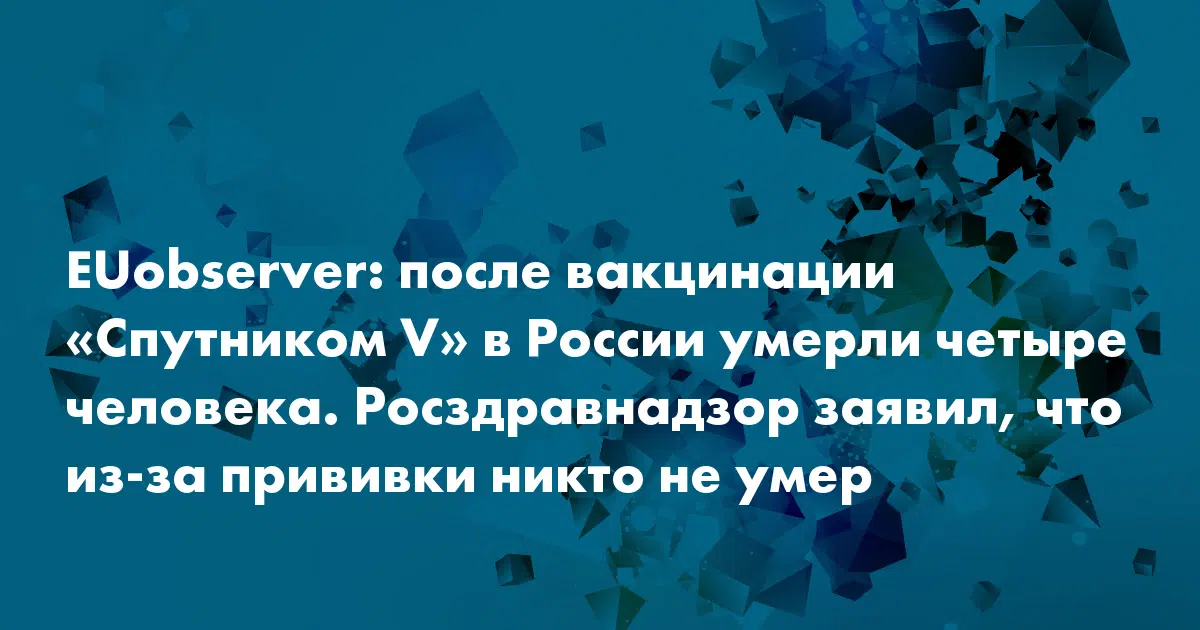 EUobserver: после вакцинации
«Спутником V» в России умерли четыре
человека. Росздравнадзор заявил, что
из-за прививки никто не умер